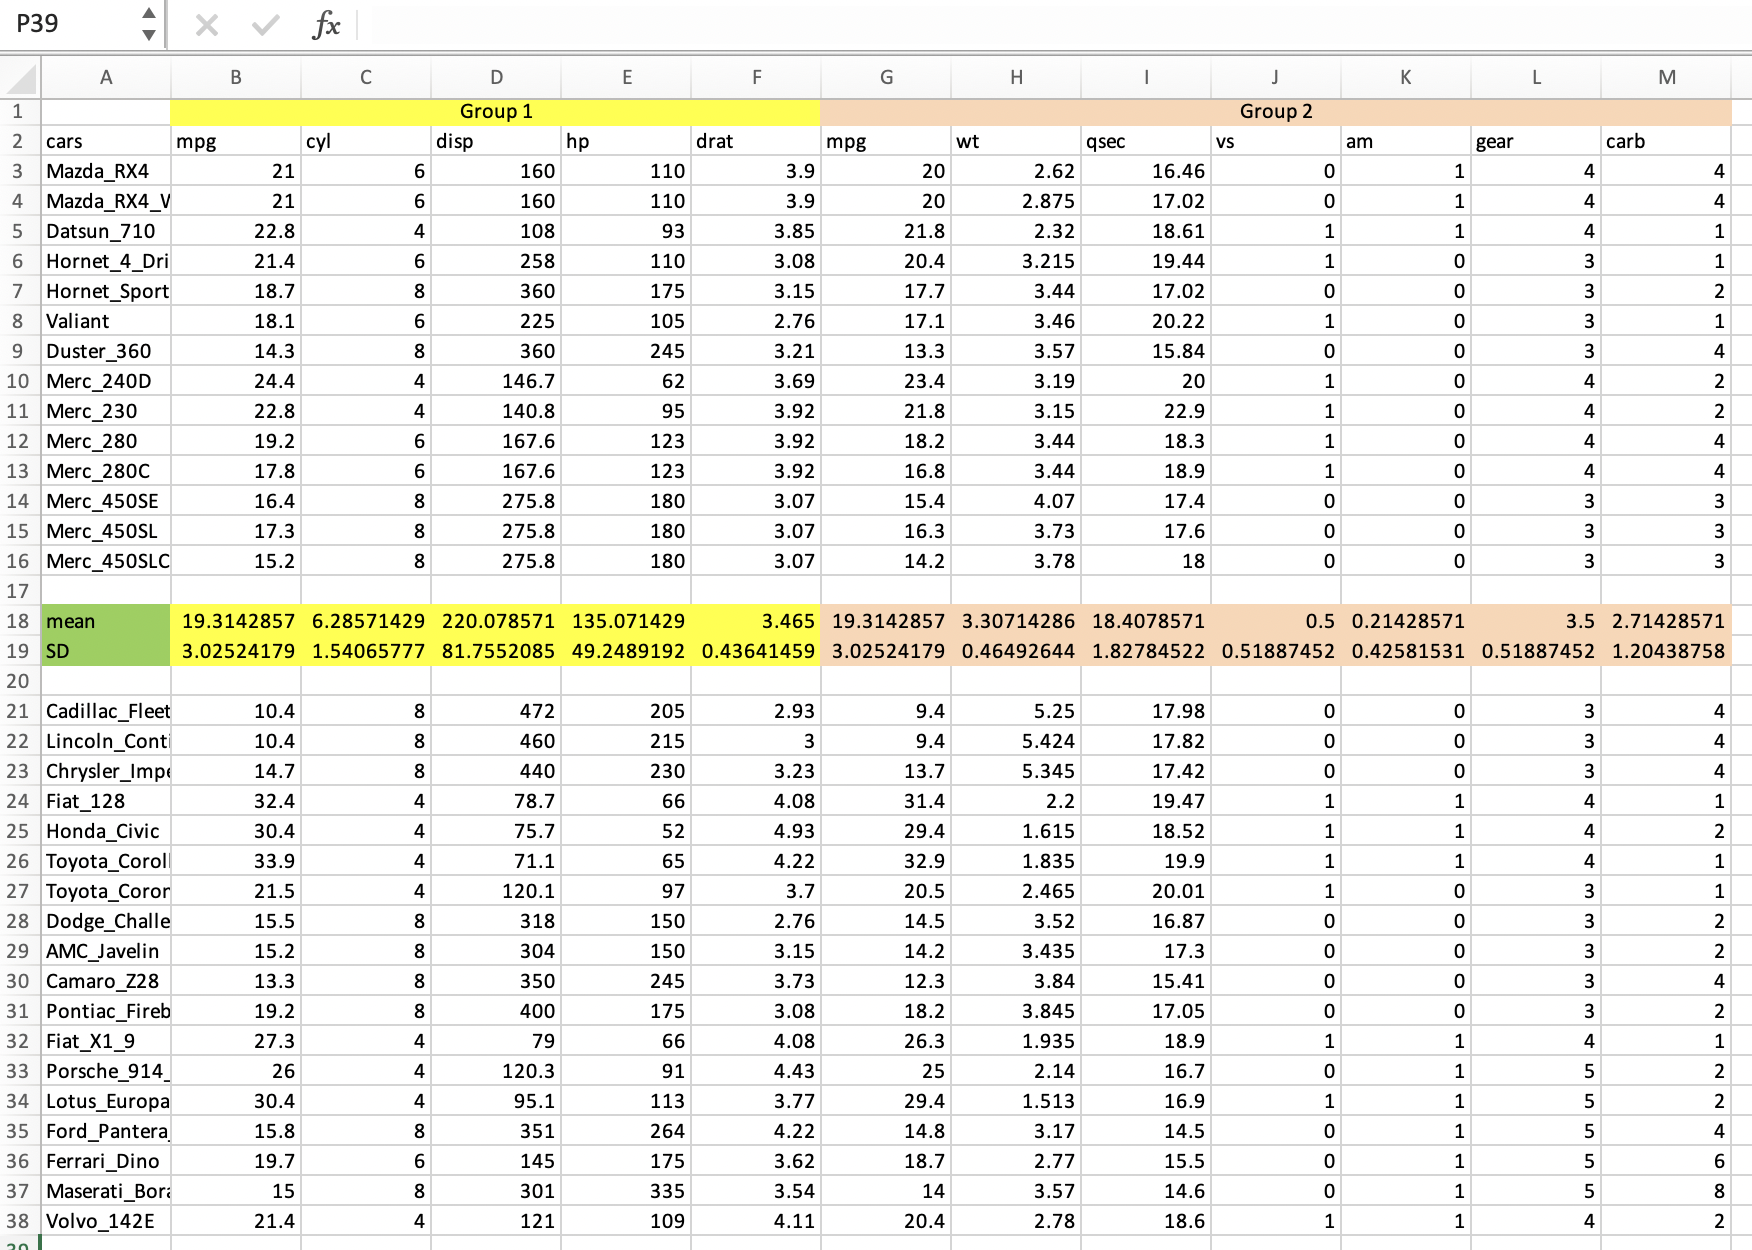 P39 fx
A B C D E F G H I J K L M
1 Group 1 Group 2
2 cars mpg cyl disp hp drat mpg wt qsec vs am gear carb
3 Mazda_RX4 21 6 160 110 3.9 20 2.62 16.46 0 1 4 4
4 Mazda_RX4_W 21 6 160 110 3.9 20 2.875 17.02 0 1 4 4
5 Datsun_710 22.8 4 108 93 3.85 21.8 2.32 18.61 1 1 4 1
6 Hornet_4_Dri 21.4 6 258 110 3.08 20.4 3.215 19.44 1 0 3 1
7 Hornet_Sport 18.7 8 360 175 3.15 17.7 3.44 17.02 0 0 3 2
8 Valiant 18.1 6 225 105 2.76 17.1 3.46 20.22 1 0 3 1
9 Duster_360 14.3 8 360 245 3.21 13.3 3.57 15.84 0 0 3 4
10 Merc_240D 24.4 4 146.7 62 3.69 23.4 3.19 20 1 0 4 2
11 Merc_230 22.8 4 140.8 95 3.92 21.8 3.15 22.9 1 0 4 2
12 Merc_280 19.2 6 167.6 123 3.92 18.2 3.44 18.3 1 0 4 4
13 Merc_280C 17.8 6 167.6 123 3.92 16.8 3.44 18.9 1 0 4 4
14 Merc_450SE 16.4 8 275.8 180 3.07 15.4 4.07 17.4 0 0 3 3
15 Merc_450SL 17.3 8 275.8 180 3.07 16.3 3.73 17.6 0 0 3 3
16 Merc_450SLC 15.2 8 275.8 180 3.07 14.2 3.78 18 0 0 3 3
17
18 mean 19.3142857 6.28571429 220.078571 135.071429 3.465 19.3142857 3.30714286 18.4078571 0.5 0.21428571 3.5 2.71428571
19 SD 3.02524179 1.54065777 81.7552085 49.2489192 0.43641459 3.02524179 0.46492644 1.82784522 0.51887452 0.42581531 0.51887452 1.20438758
20
21 Cadillac_Fleet 10.4 8 472 205 2.93 9.4 5.25 17.98 0 0 3 4
22 Lincoln_Conti 10.4 8 460 215 3 9.4 5.424 17.82 0 0 3 4
23 Chrysler_Impe 14.7 8 440 230 3.23 13.7 5.345 17.42 0 0 3 4
24 Fiat_128 32.4 4 78.7 66 4.08 31.4 2.2 19.47 1 1 4 1
25 Honda_Civic 30.4 4 75.7 52 4.93 29.4 1.615 18.52 1 1 4 2
26 Toyota_Coroll 33.9 4 71.1 65 4.22 32.9 1.835 19.9 1 1 4 1
27 Toyota_Coron 21.5 4 120.1 97 3.7 20.5 2.465 20.01 1 0 3 1
28 Dodge_Challe 15.5 8 318 150 2.76 14.5 3.52 16.87 0 0 3 2
29 AMC_Javelin 15.2 8 304 150 3.15 14.2 3.435 17.3 0 0 3 2
30 Camaro_Z28 13.3 8 350 245 3.73 12.3 3.84 15.41 0 0 3 4
31 Pontiac_Fireb 19.2 8 400 175 3.08 18.2 3.845 17.05 0 0 3 2
32 Fiat_X1_9 27.3 4 79 66 4.08 26.3 1.935 18.9 1 1 4 1
33 Porsche_914_ 26 4 120.3 91 4.43 25 2.14 16.7 0 1 5 2
34 Lotus_Europa 30.4 4 95.1 113 3.77 29.4 1.513 16.9 1 1 5 2
35 Ford_Pantera_ 15.8 8 351 264 4.22 14.8 3.17 14.5 0 1 5 4
36 Ferrari_Dino 19.7 6 145 175 3.62 18.7 2.77 15.5 0 1 5 6
37 Maserati_Bora 15 8 301 335 3.54 14 3.57 14.6 0 1 5 8
38 Volvo_142E 21.4 4 121 109 4.11 20.4 2.78 18.6 1 1 4 2
39